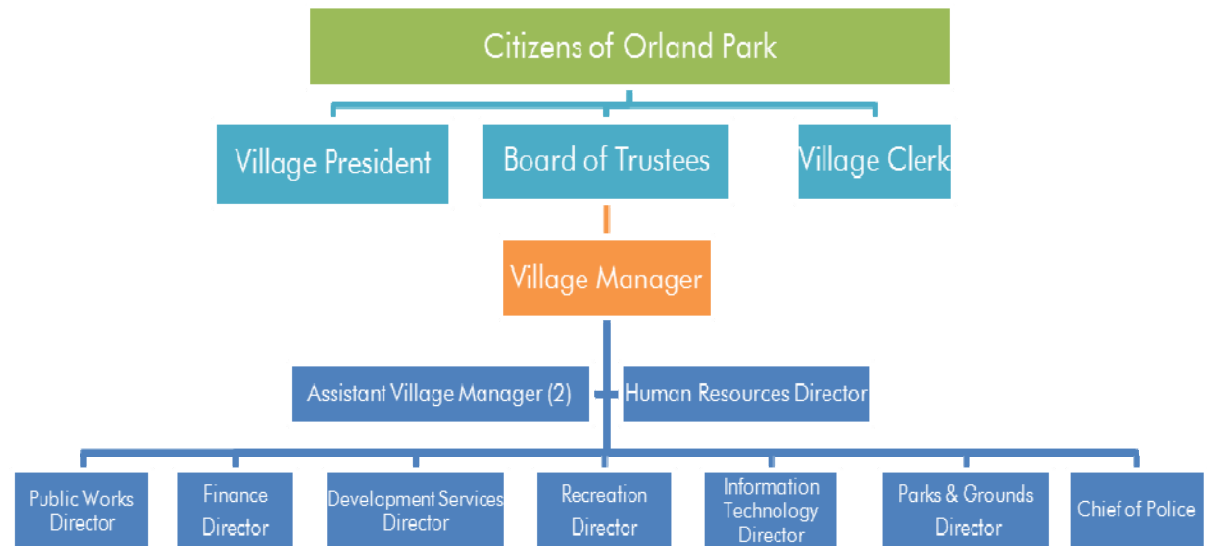 Citizens of Orland Park
Village President
Board of Trustees
Village Clerk
Village Manager
Assistant Village Manager (2)
Human Resources Director
Public Works
Director
Finance
Director
Development Services
Director
Recreation
Director
Information
Technology
Director
Parks & Grounds
Director
Chief of Police